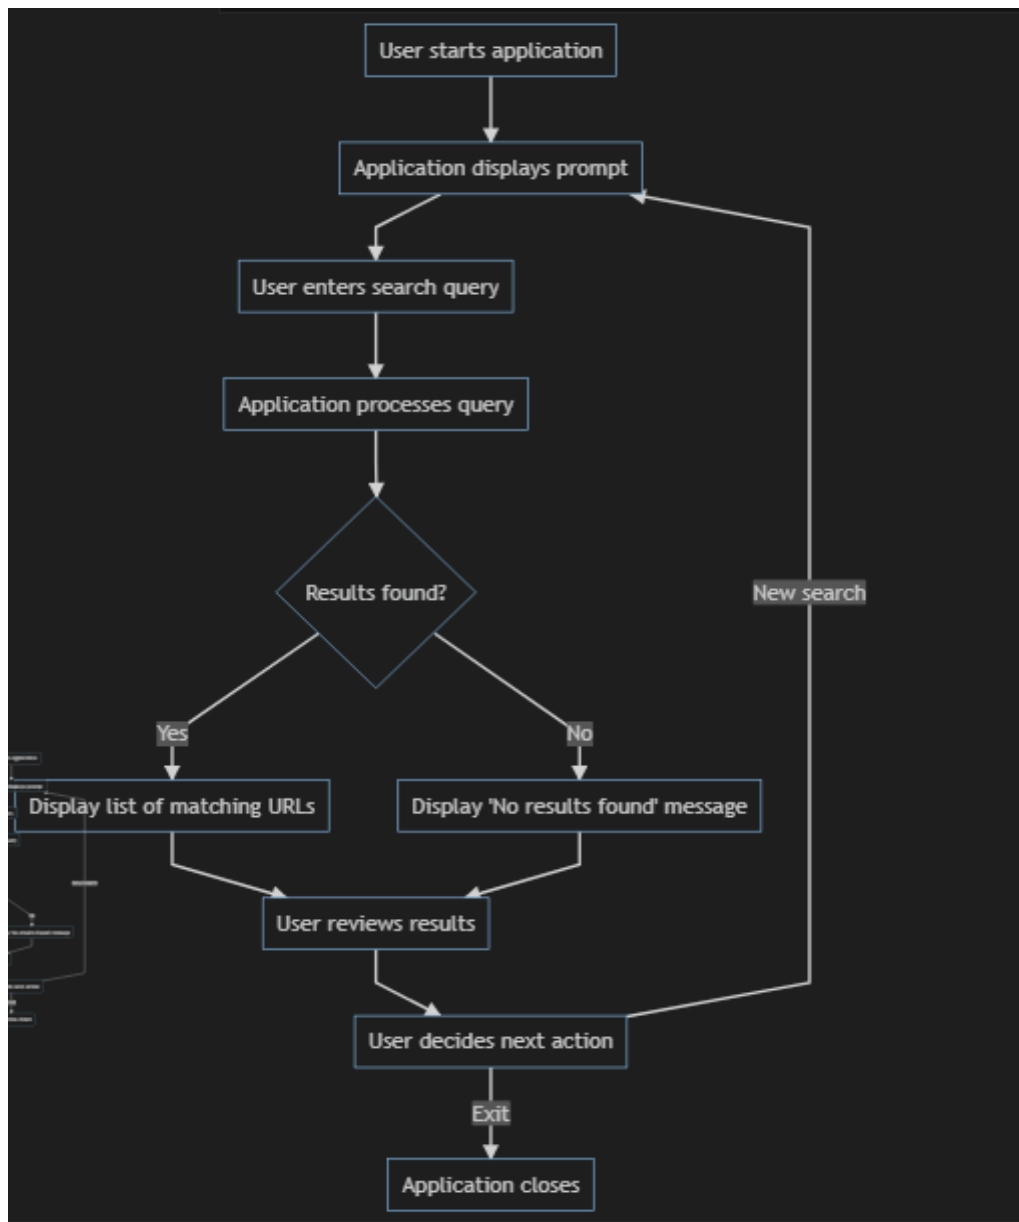 User starts application
Application displays prompt
User enters search query
Application processes query
Results found?
New search
Yes
No
Display list of matching URLs
Display 'No results found' message
User reviews results
User decides next action
Exit
Application closes